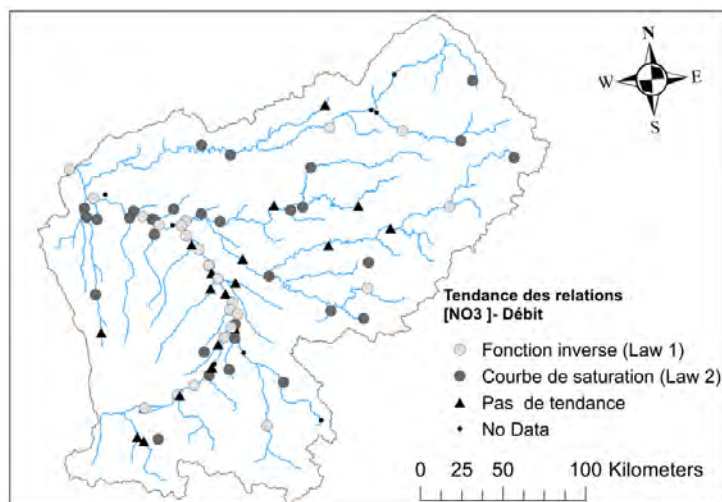 N
W E
S
Tendance des relations
[NO3 ]- Débit
Fonction inverse (Law 1)
Courbe de saturation (Law 2)
Pas de tendance
No Data
0 25 50 100 Kilometers